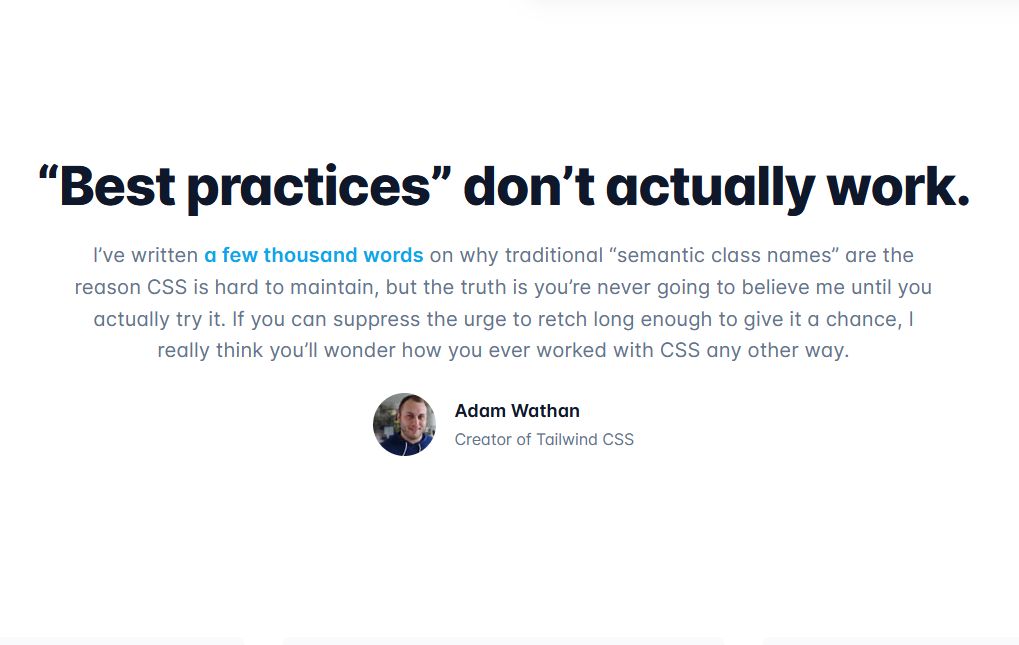 “Best practices” don’t actually work.
I’ve written a few thousand words on why traditional “semantic class names” are the
reason CSS is hard to maintain, but the truth is you’re never going to believe me until you
actually try it. If you can suppress the urge to retch long enough to give it a chance, I
really think you’ll wonder how you ever worked with CSS any other way.
Adam Wathan
Creator of Tailwind CSS